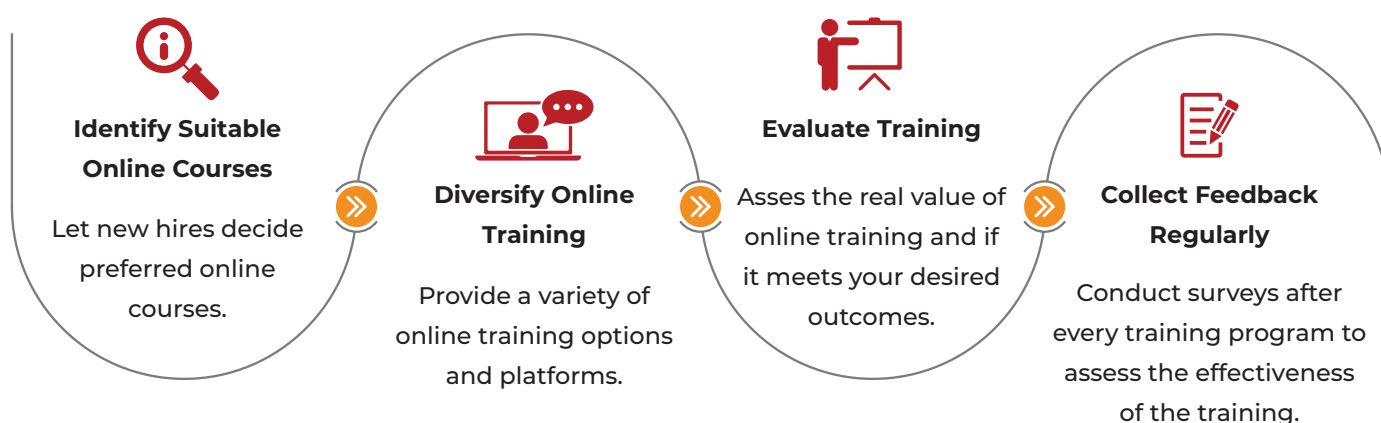 Identify Suitable
Online Courses
Let new hires decide
preferred online
courses.
Diversify Online
Training
Provide a variety of
online training options
and platforms.
Evaluate Training
Asses the real value of
online training and if
it meets your desired
outcomes.
Collect Feedback
Regularly
Conduct surveys after
every training program to
assess the effectiveness
of the training.